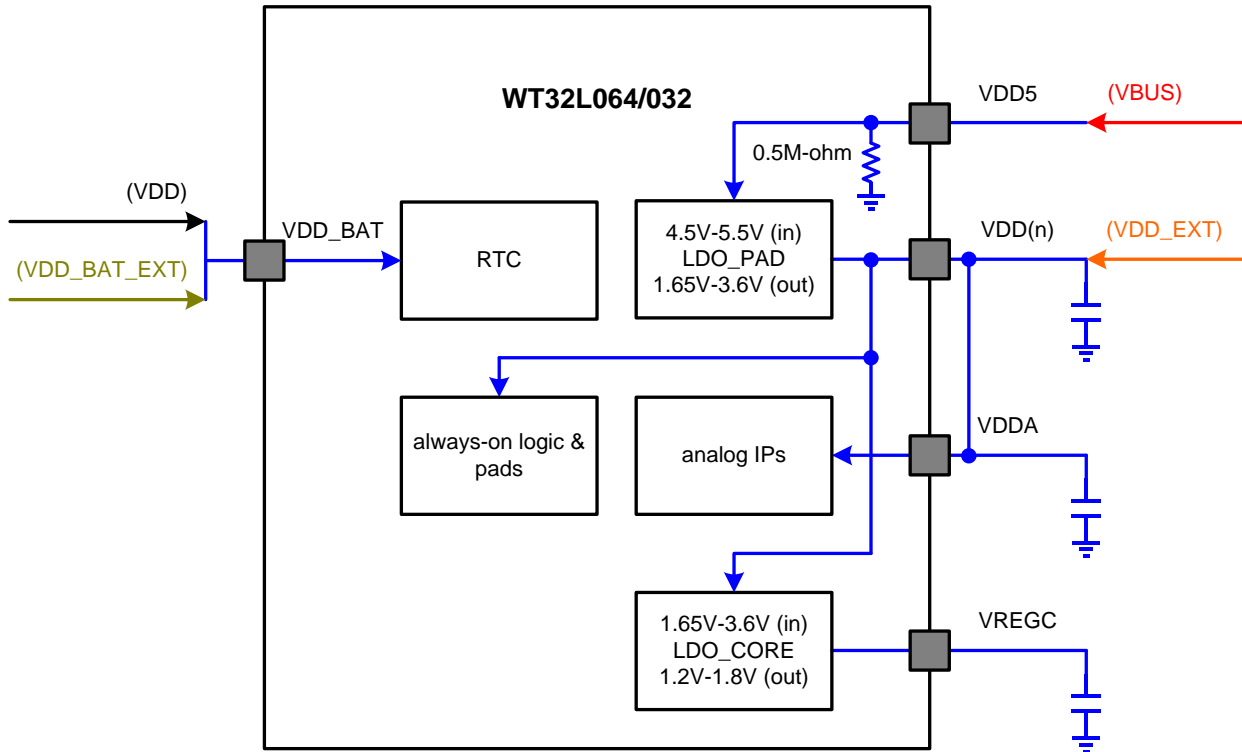 WT32L064/032
VDD5
(VBUS)
0.5M-ohm
(VDD)
VDD_BAT
(VDD_BAT_EXT)
RTC
4.5V-5.5V (in)
LDO_PAD
1.65V-3.6V (out)
VDD(n)
(VDD_EXT)
always-on logic &
pads
analog IPs
VDDA
1.65V-3.6V (in)
LDO_CORE
1.2V-1.8V (out)
VREGC